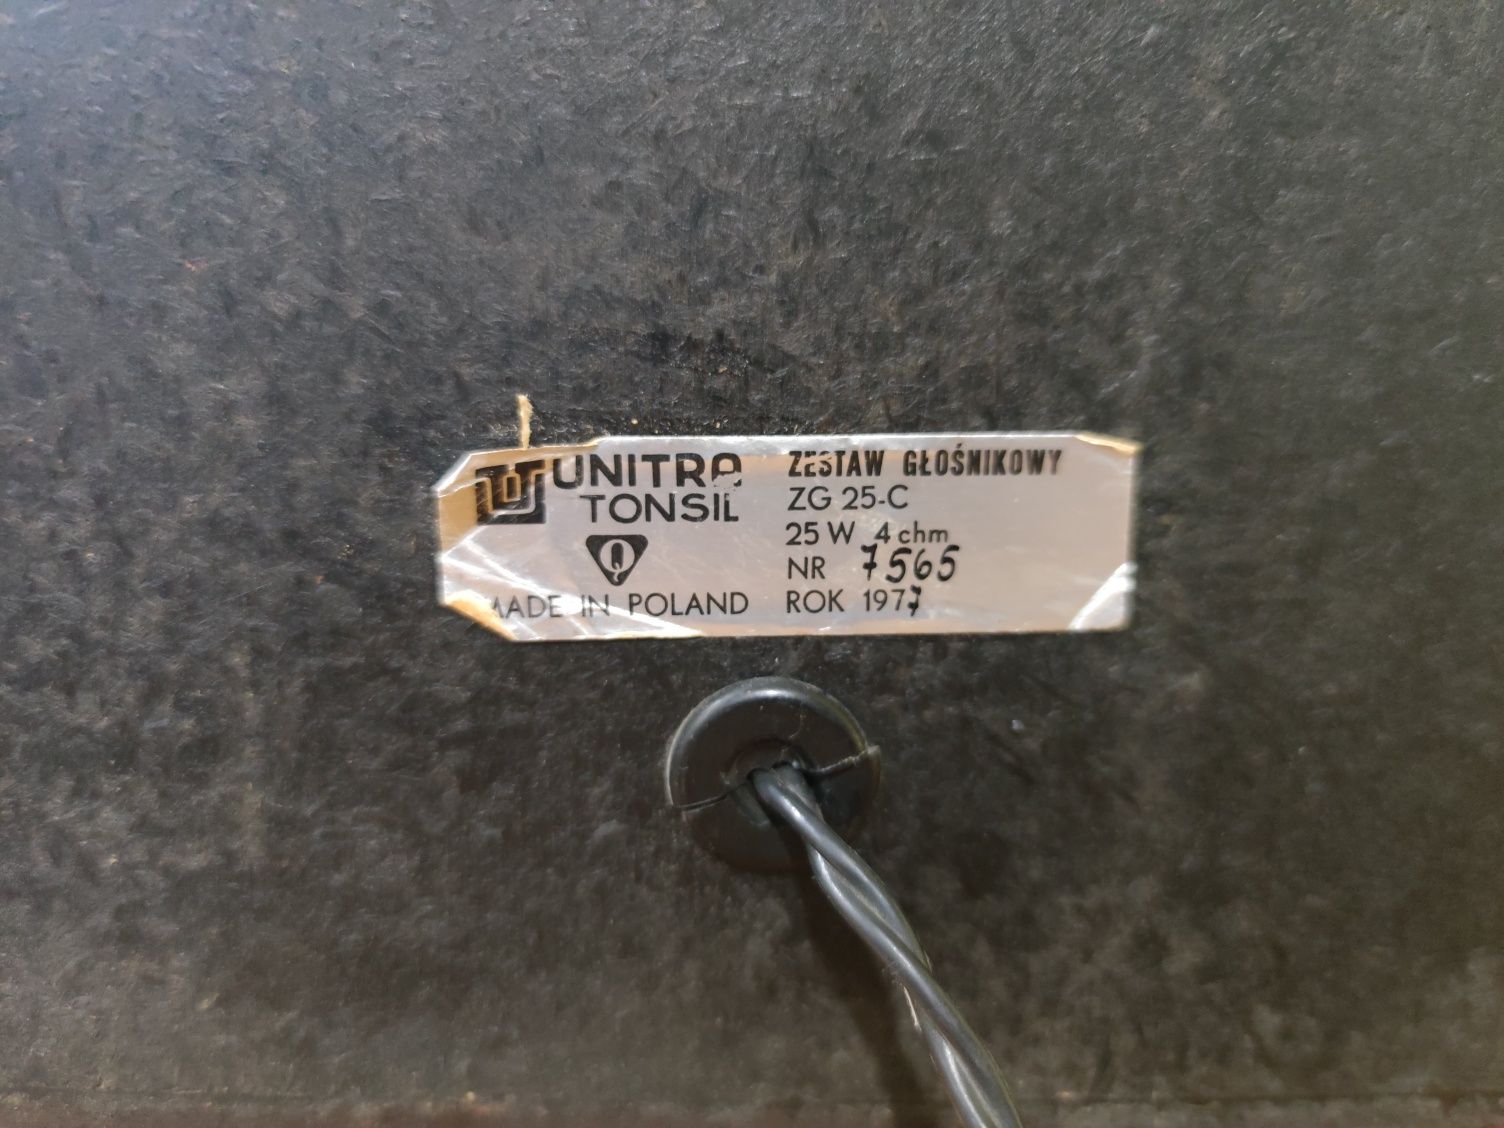 UNITRA
TONSIL
Q
MADE IN POLAND
ZESTAW GŁOŚNIKOWY
ZG 25-C
25 W 4 ohm
NR 7565
ROK 1977